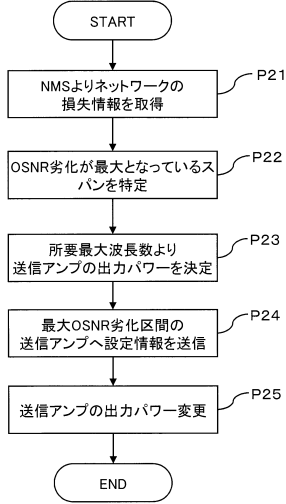 START
NMSよりネットワークの
損失情報を取得
P21
OSNR劣化が最大となっているス
パンを特定
P22
所要最大波長数より
送信アンプの出力パワーを決定
P23
最大OSNR劣化区間の
送信アンプへ設定情報を送信
P24
送信アンプの出力パワー変更
P25
END